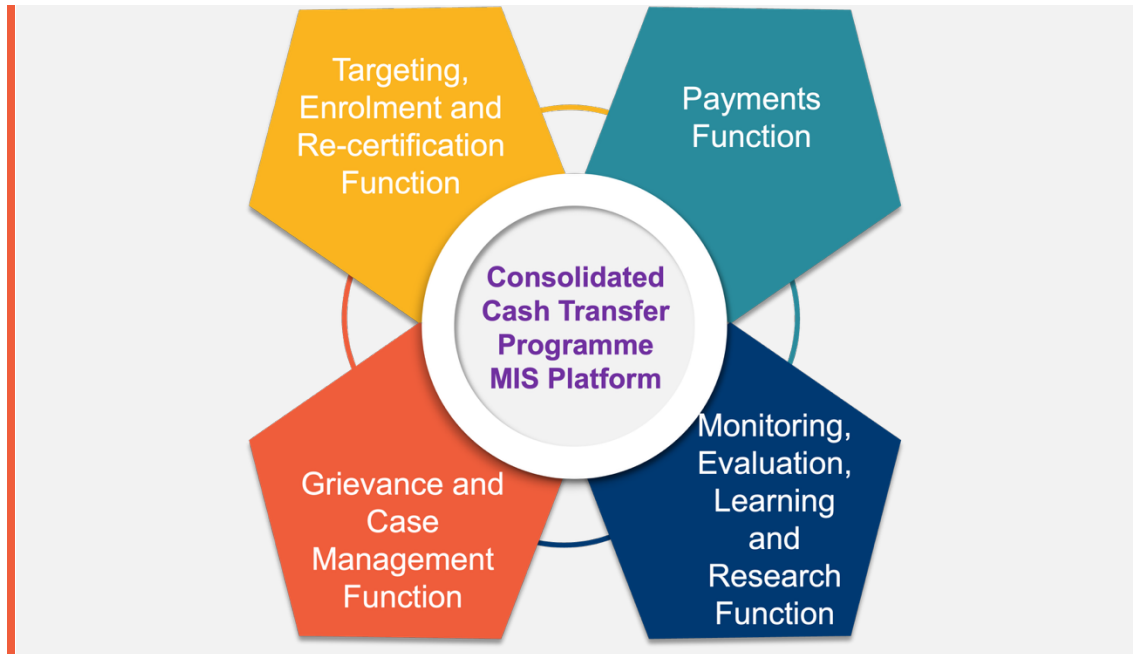 Targeting,
Enrolment and
Re-certification
Function
Payments
Function
Consolidated
Cash Transfer
Programme
MIS Platform
Grievance and
Case
Management
Function
Monitoring,
Evaluation,
Learning
and
Research
Function